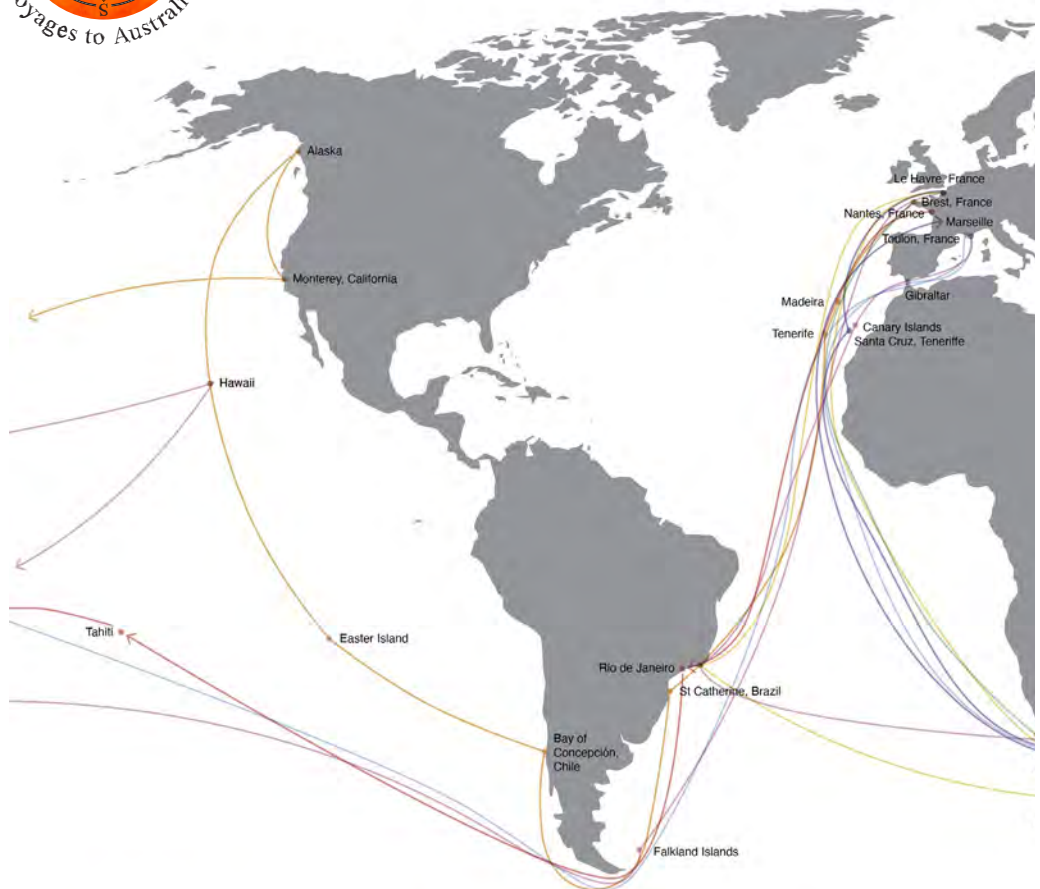 S
oyages to Austral
Alaska
Le Havre, France
Brest, France
Nantes, France
Marseille
Toulon, France
Monterey, California
Gibraltar
Madeira
Canary Islands
Tenerife
Santa Cruz, Teneriffe
Hawaii
Tahiti
Easter Island
Rio de Janeiro
St Catherine, Brazil
Bay of
Concepción,
Chile
Falkland Islands